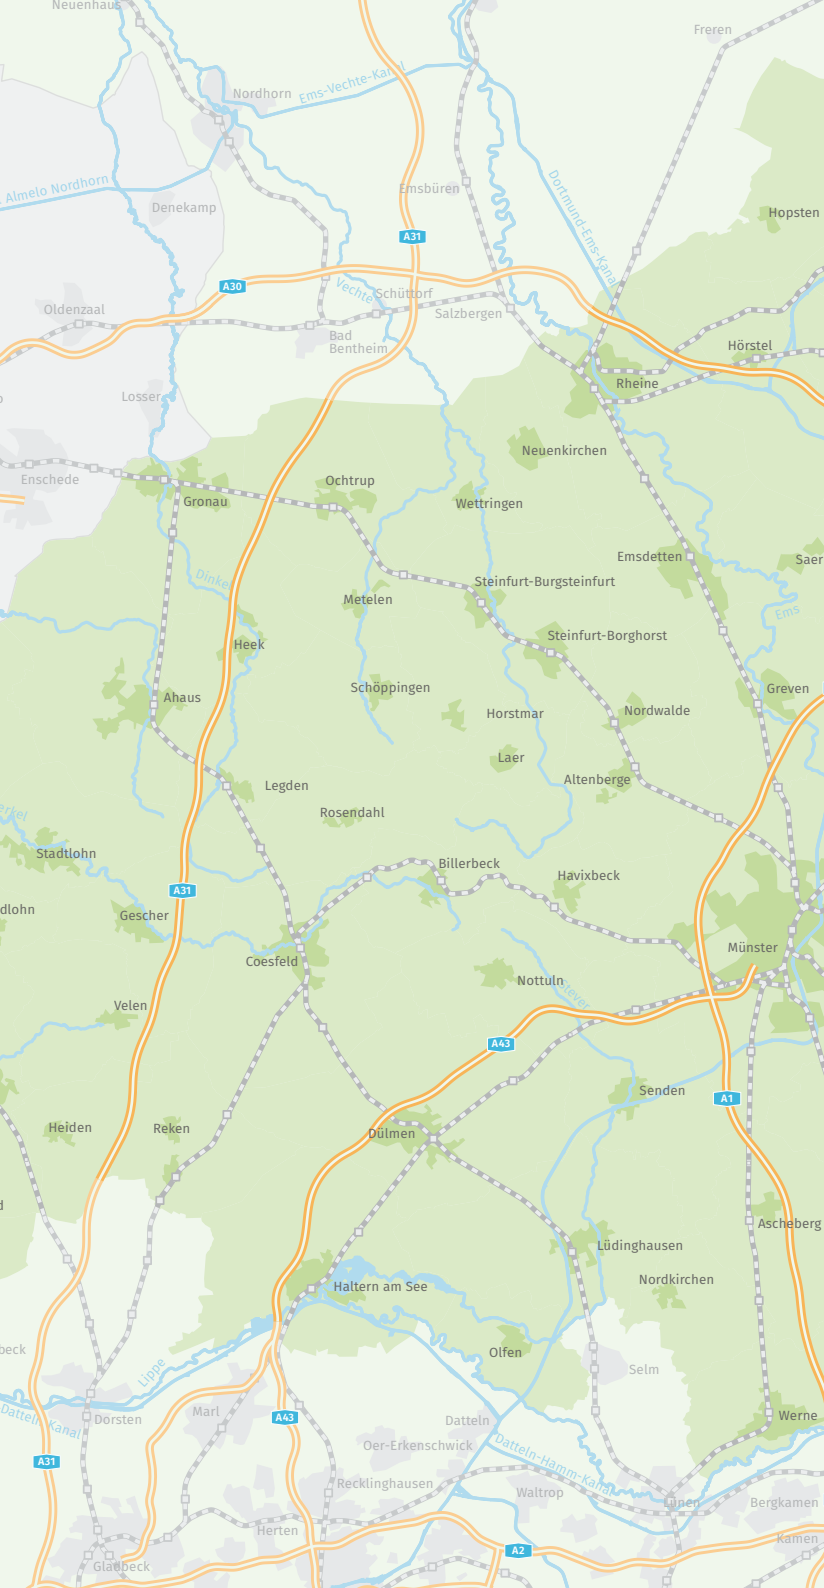 Neuenhaus
Freren
Nordhorn
Ems-Vechte-Kanal
Almelo Nordhorn
Emsbüren
Dortmund-Ems-Kanal
Denekamp
Hopsten
A31
A30
Vechte
Schüttorf
Oldenzaal
Salzbergen
Bad
Bentheim
Hörstel
Rheine
Losser
Neuenkirchen
Enschede
Ochtrup
Gronau
Wettringen
Emsdetten
Saer
Dinkel
Steinfurt-Burgsteinfurt
Metelen
Ems
Steinfurt-Borghorst
Heek
Schöppingen
Greven
Ahaus
Horstmar
Nordwalde
Laer
Altenberge
Legden
erkel
Rosendahl
Stadtlohn
Billerbeck
Havixbeck
A31
dlohn
Gescher
Münster
Coesfeld
Nottuln
Stever
Velen
A43
Senden
A1
Heiden
Reken
Dülmen
d
Ascheberg
Lüdinghausen
Nordkirchen
Haltern am See
beck
Olfen
Lippe
Selm
Datteln Kanal
Dorsten
Marl
A43
Datteln
Werne
Oer-Erkenschwick
Datteln-Hamm-Kanal
A31
Recklinghausen
Waltrop
Lünen
Bergkamen
Herten
Kamen
A2
Gladbeck